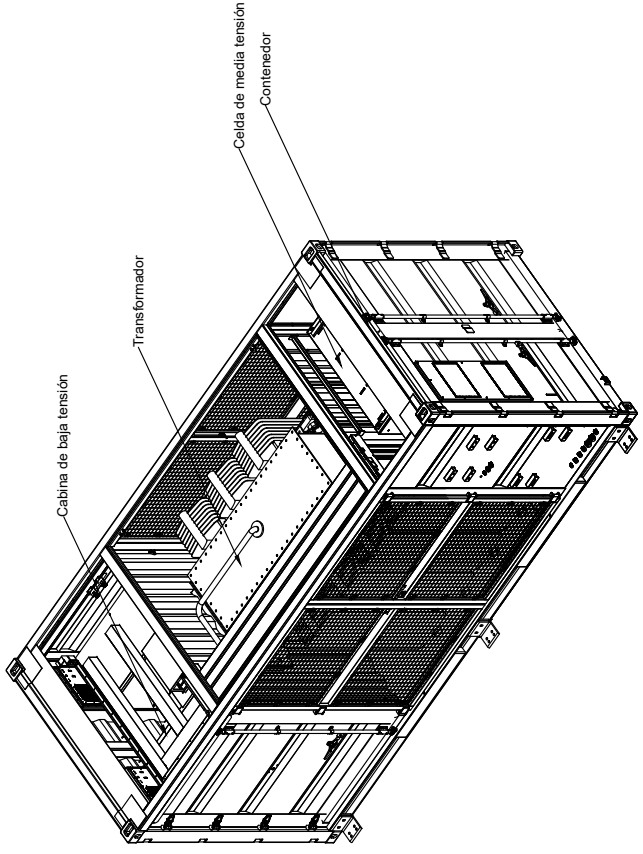 Cabina de baja tensión
Transformador
Celda de media tensión
Contenedor